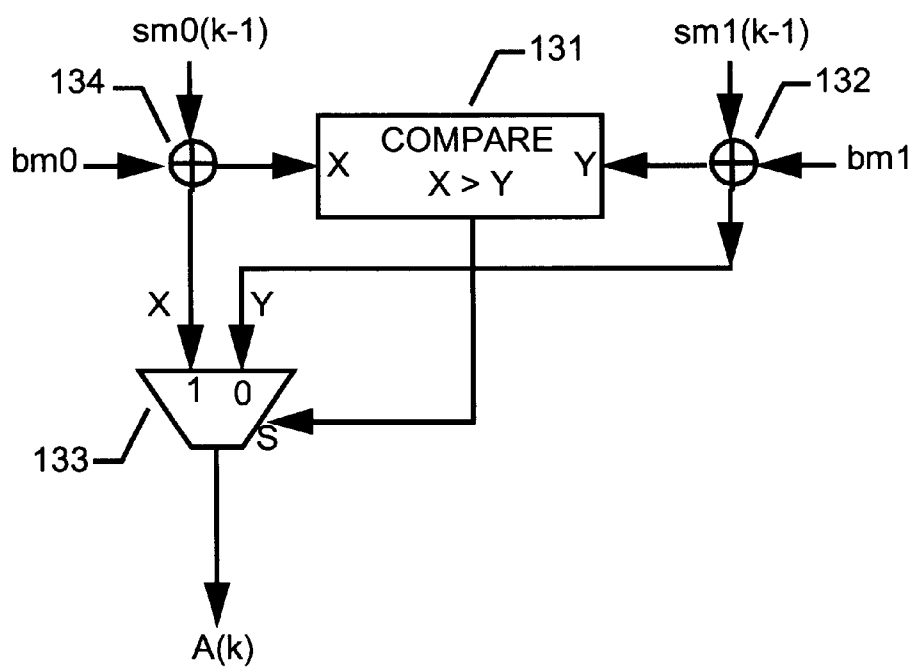 sm0(k-1)
sm1(k-1)
131
134
132
COMPARE
bm0
X
Y
bm1
X > Y
X
Y
1
0
S
133
A(k)